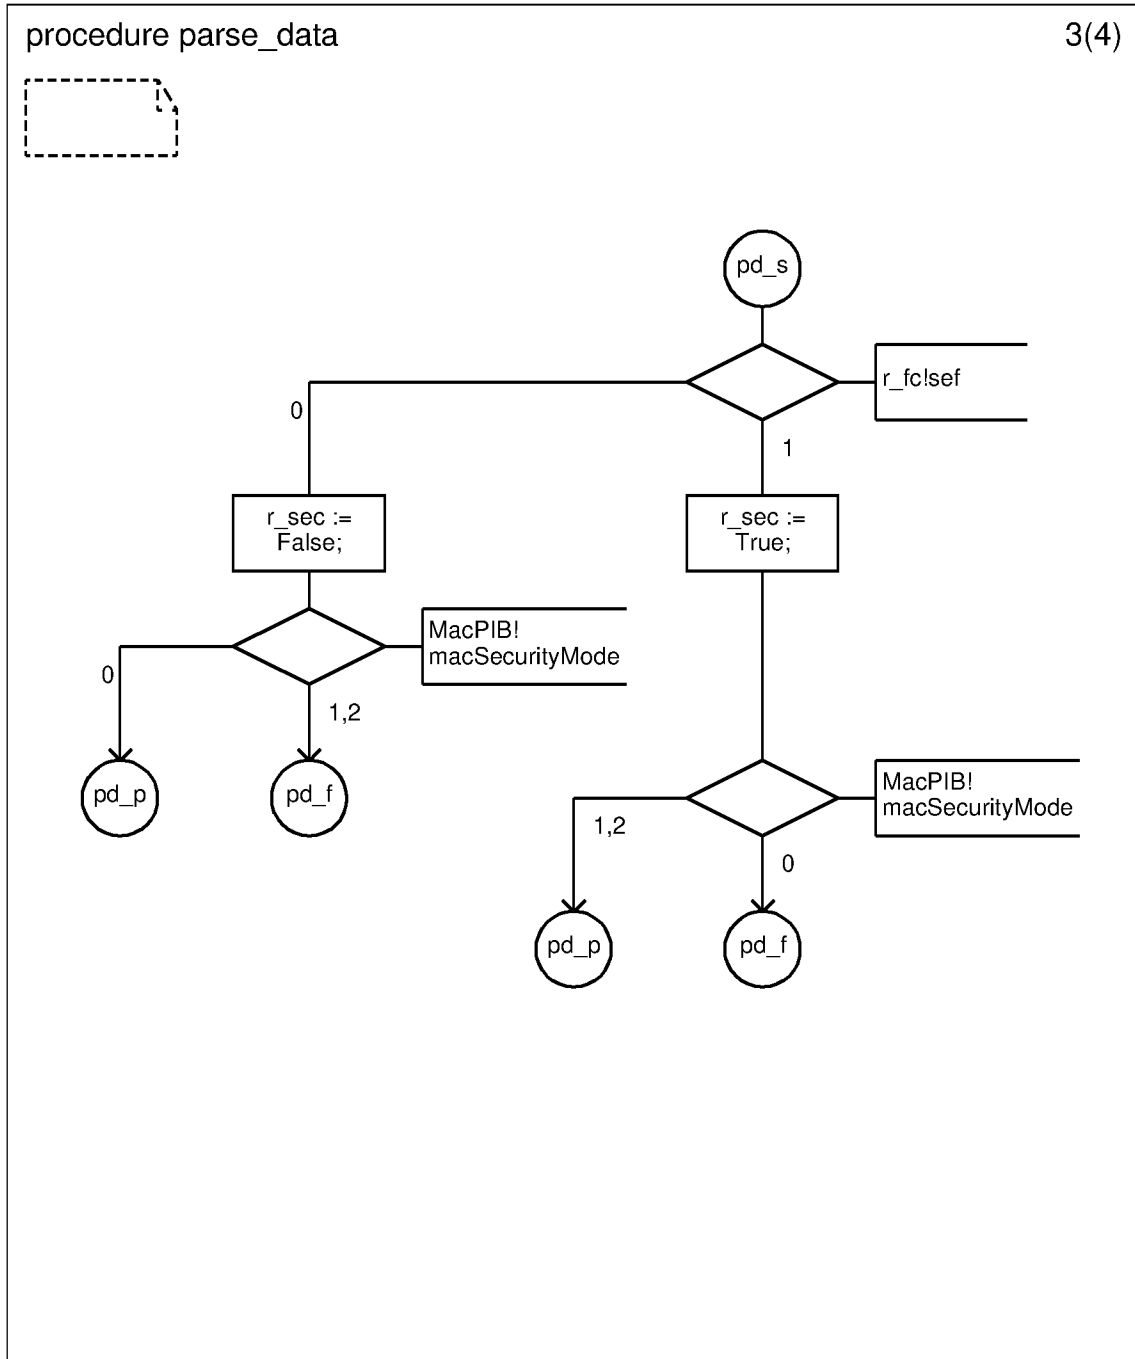 procedure parse_data
3(4)
pd_s
r_fc!sef
0
1
r_sec :=
False;
r_sec :=
True;
MacPIB!
macSecurityMode
0
1,2
pd_p
pd_f
MacPIB!
macSecurityMode
1,2
0
pd_p
pd_f